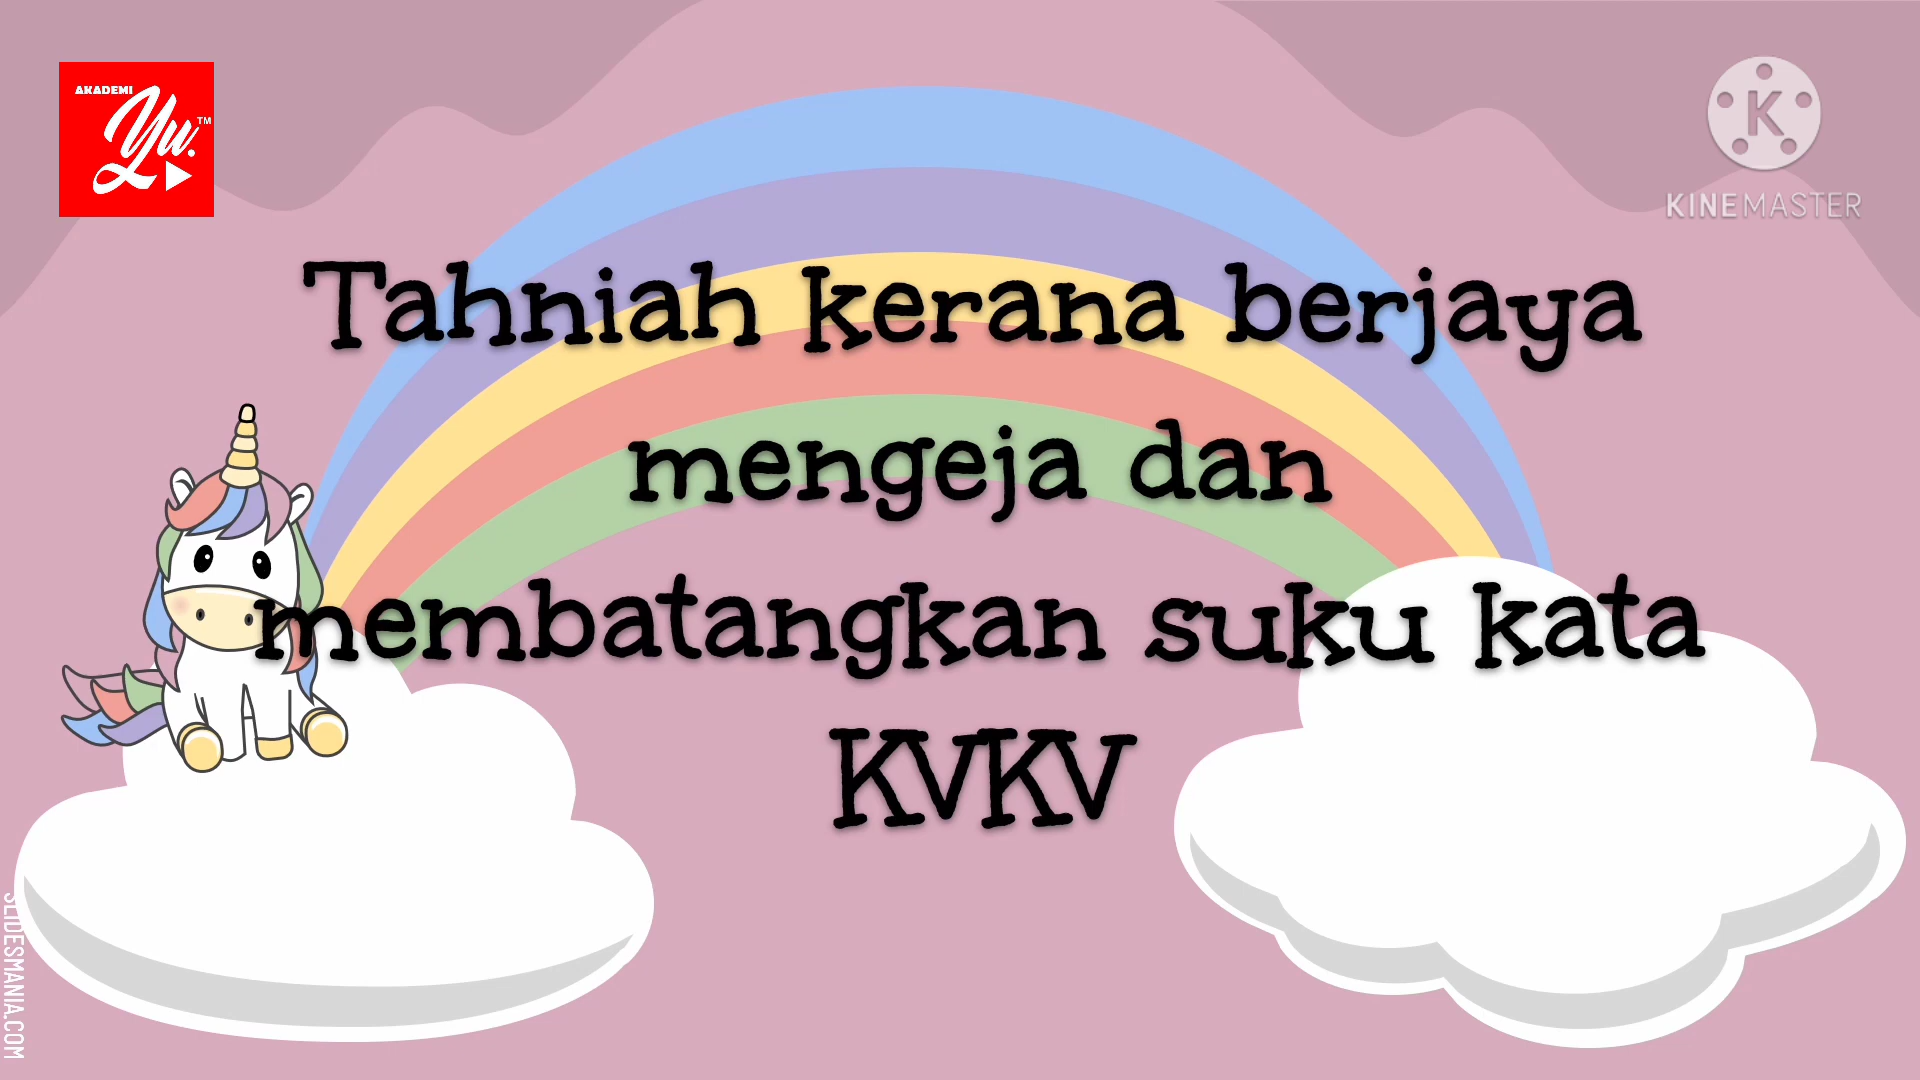 AKADEMI
Yu.™
KINEMASTER
Tahniah kerana berjaya
mengeja dan
membatangkan suku kata
KVKV
SLIDESMANIA.COM